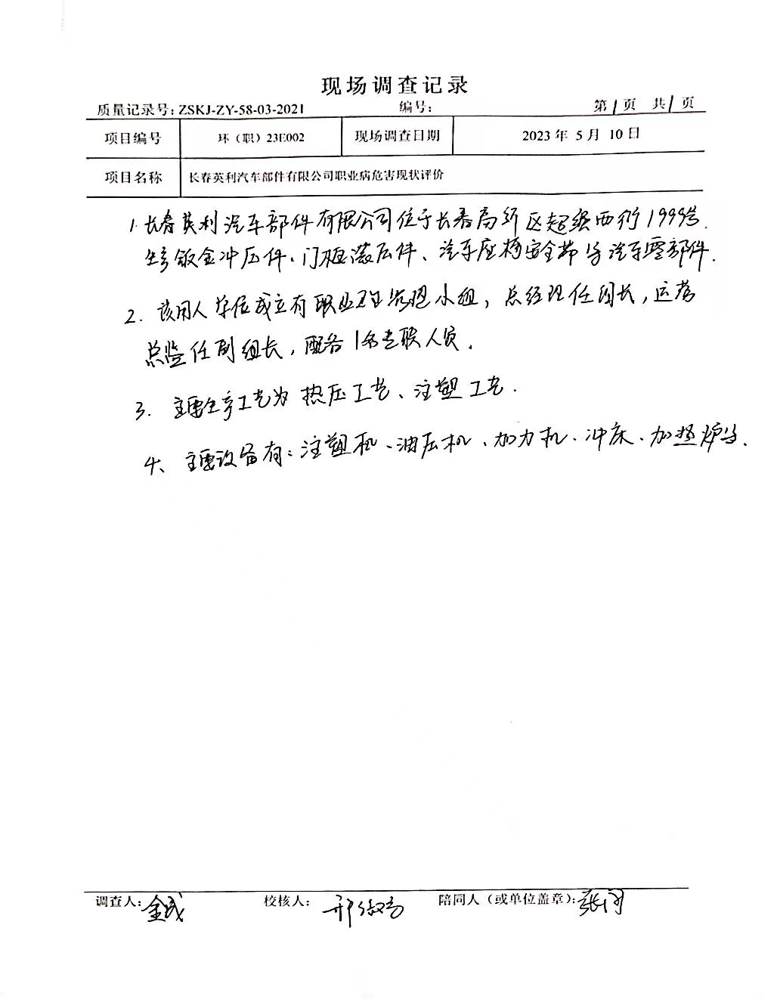 现场调查记录
质量记录号：ZSKJ-ZY-58-03-2021 编号： 第1页 共1页
项目编号 环（职）23E002 现场调查日期 2023 年 5 月 10 日
项目名称 长春英利汽车部件有限公司职业病危害现状评价
1. 长春英利汽车部件有限公司位于长春高新区超级西街1999号.
生产钣金冲压件、门框滚压件、汽车座椅安全带等汽车零部件.
2. 该用人单位成立有职业卫生管理小组，总经理任组长，运营
总监任副组长，配备1名专职人员.
3. 主要生产工艺为热压工艺、注塑工艺.
4、主要设备有：注塑机、油压机、加力机、冲床、加热炉等.
调查人： 校核人： 陪同人（或单位盖章）：